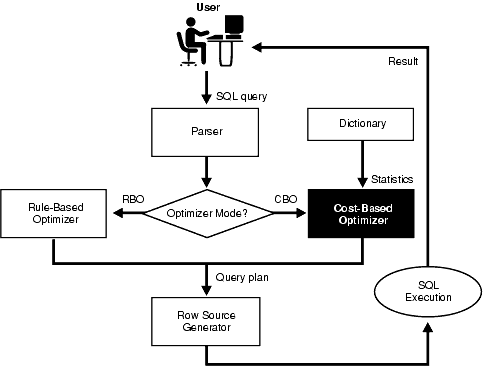 User
Result
SQL query
Parser
Dictionary
Statistics
RBO
CBO
Rule-Based
Optimizer
Optimizer Mode?
Cost-Based
Optimizer
Query plan
SQL
Execution
Row Source
Generator